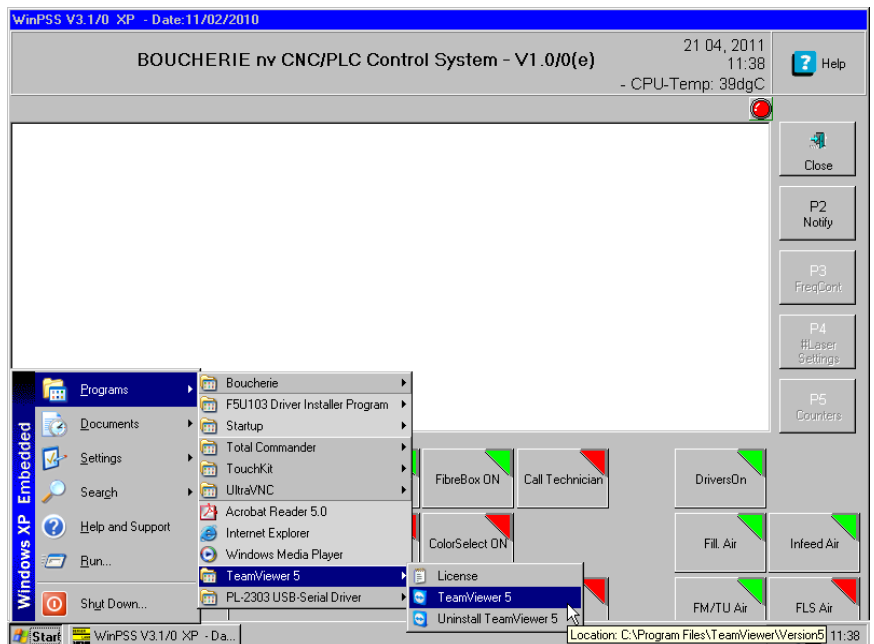 WinPSS V3.1/0 XP - Date:11/02/2010
BOUCHERIE nv CNC/PLC Control System - V1.0/0(e)
21 04, 2011
11:38
- CPU-Temp: 39dgC
Help
Close
P2
Notify
P3
FreqCont
P4
#Laser
Settings
P5
Counters
Windows XP Embedded
Programs
Documents
Settings
Search
Help and Support
Run...
Shut Down...
Boucherie
F5U103 Driver Installer Program
Startup
Total Commander
TouchKit
UltraVNC
Acrobat Reader 5.0
Internet Explorer
Windows Media Player
TeamViewer 5
PL-2303 USB-Serial Driver
License
TeamViewer 5
Uninstall TeamViewer 5
Location: C:\Program Files\TeamViewer\Version5
FibreBox ON
Call Technician
DriversOn
ColorSelect ON
Fill. Air
Infeed Air
FM/TU Air
FLS Air
Start
WinPSS V3.1/0 XP - Da...
11:38